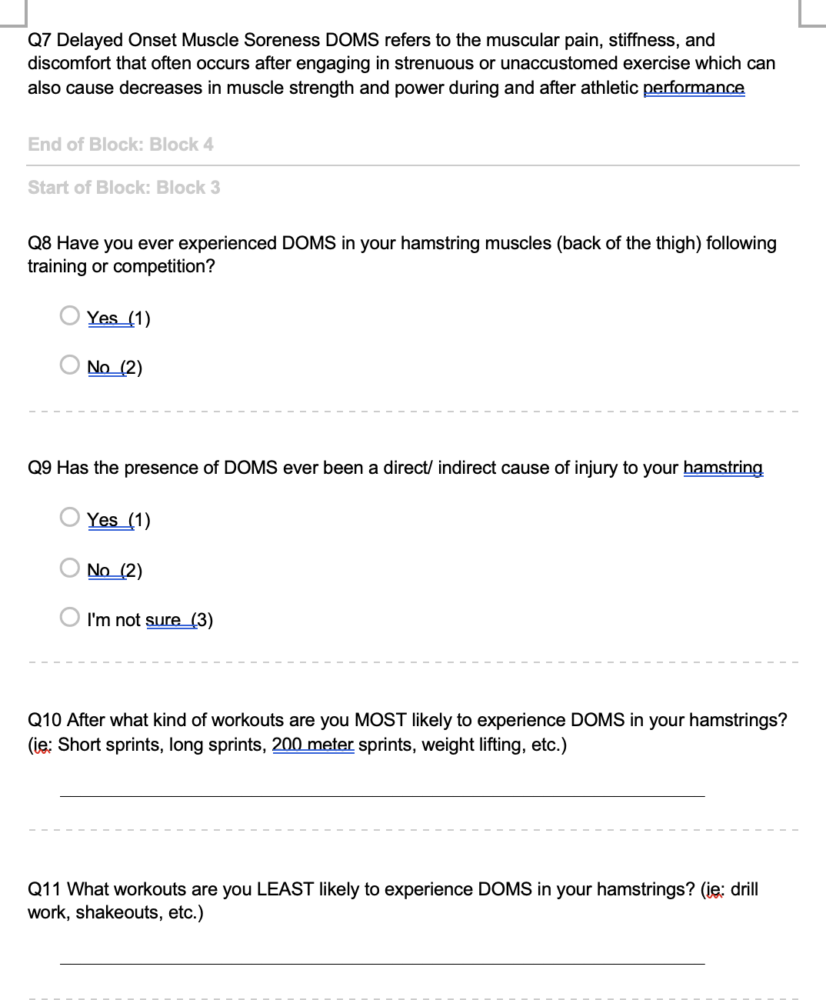 Q7 Delayed Onset Muscle Soreness DOMS refers to the muscular pain, stiffness, and
discomfort that often occurs after engaging in strenuous or unaccustomed exercise which can
also cause decreases in muscle strength and power during and after athletic performance
End of Block: Block 4
Start of Block: Block 3
Q8 Have you ever experienced DOMS in your hamstring muscles (back of the thigh) following
training or competition?
Yes  (1)
No  (2)
Q9 Has the presence of DOMS ever been a direct/ indirect cause of injury to your hamstring
Yes  (1)
No  (2)
I'm not sure  (3)
Q10 After what kind of workouts are you MOST likely to experience DOMS in your hamstrings?
(ie: Short sprints, long sprints, 200 meter sprints, weight lifting, etc.)
Q11 What workouts are you LEAST likely to experience DOMS in your hamstrings? (ie: drill
work, shakeouts, etc.)